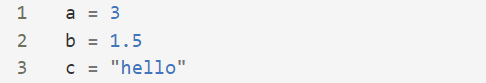 1 a = 3
2 b = 1.5
3 c = "hello"